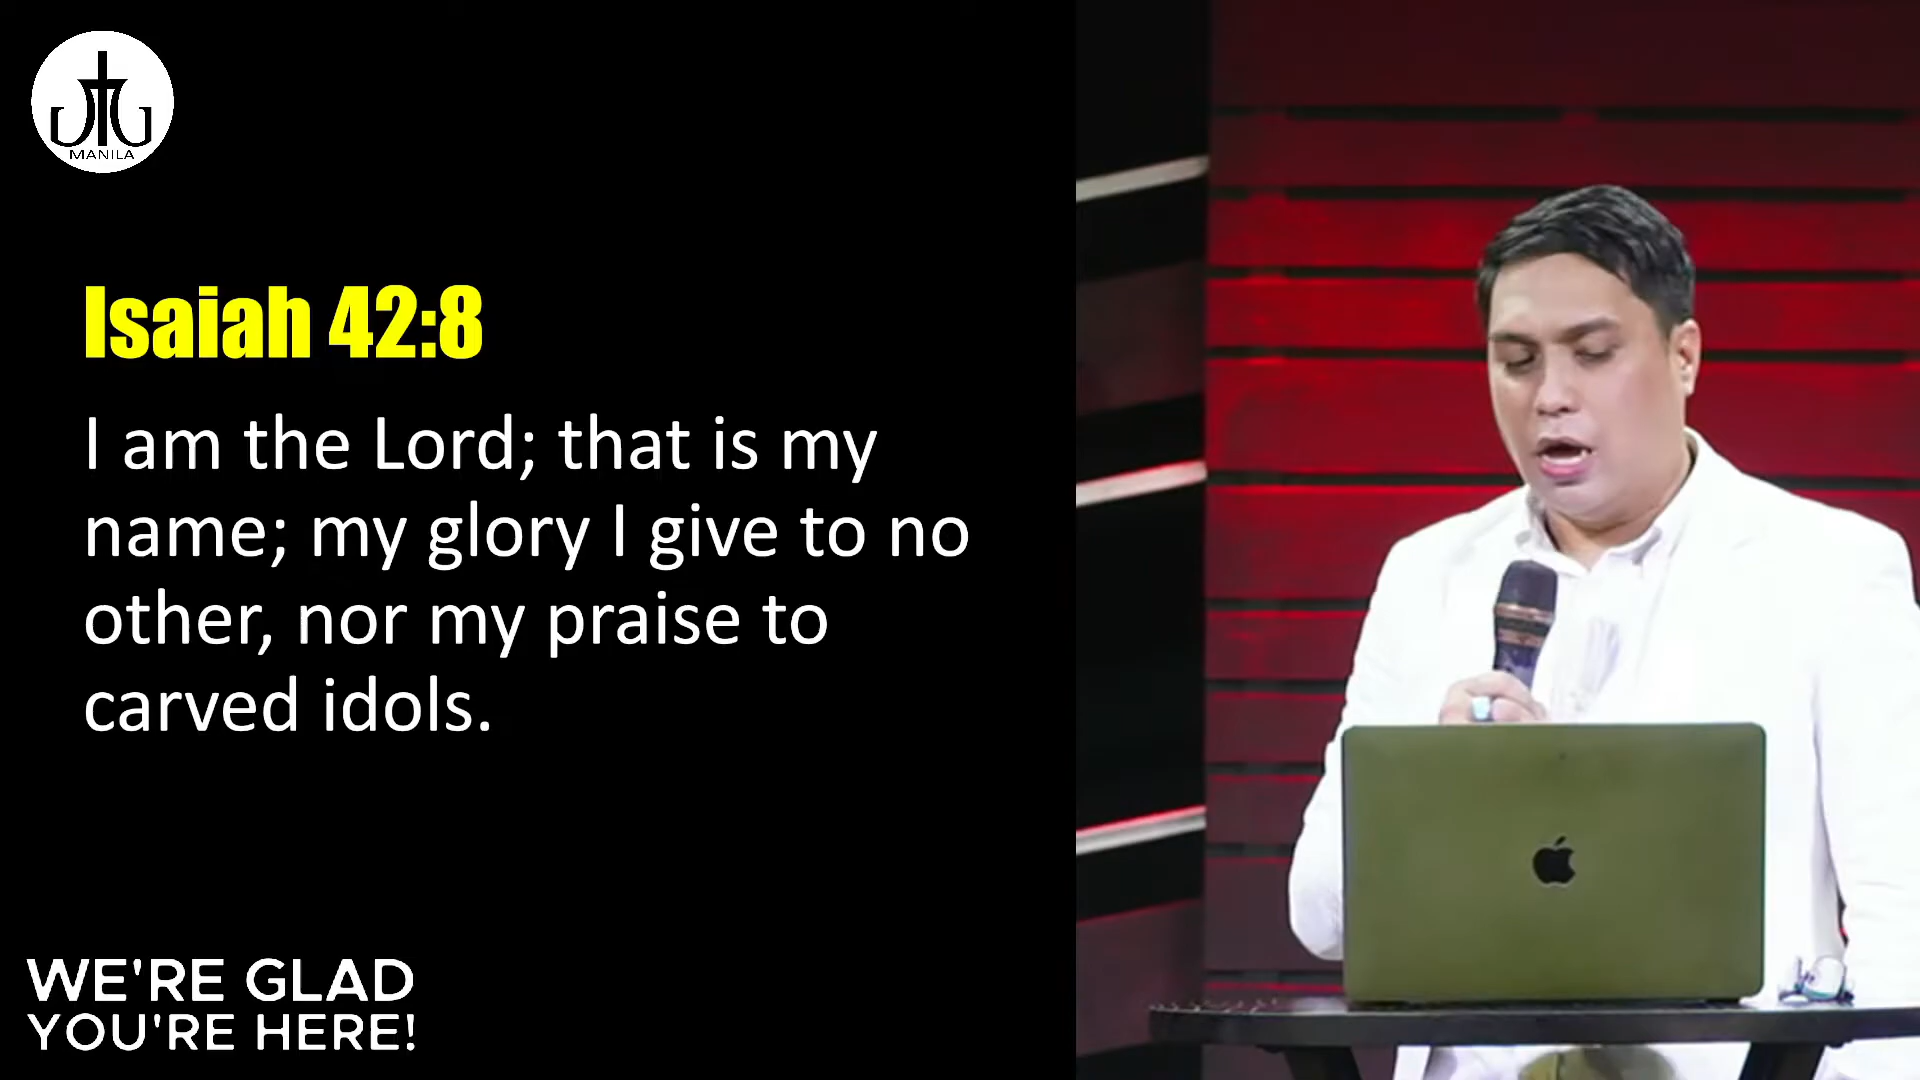 MANILA
Isaiah 42:8
I am the Lord; that is my
name; my glory I give to no
other, nor my praise to
carved idols.
WE'RE GLAD
YOU'RE HERE!